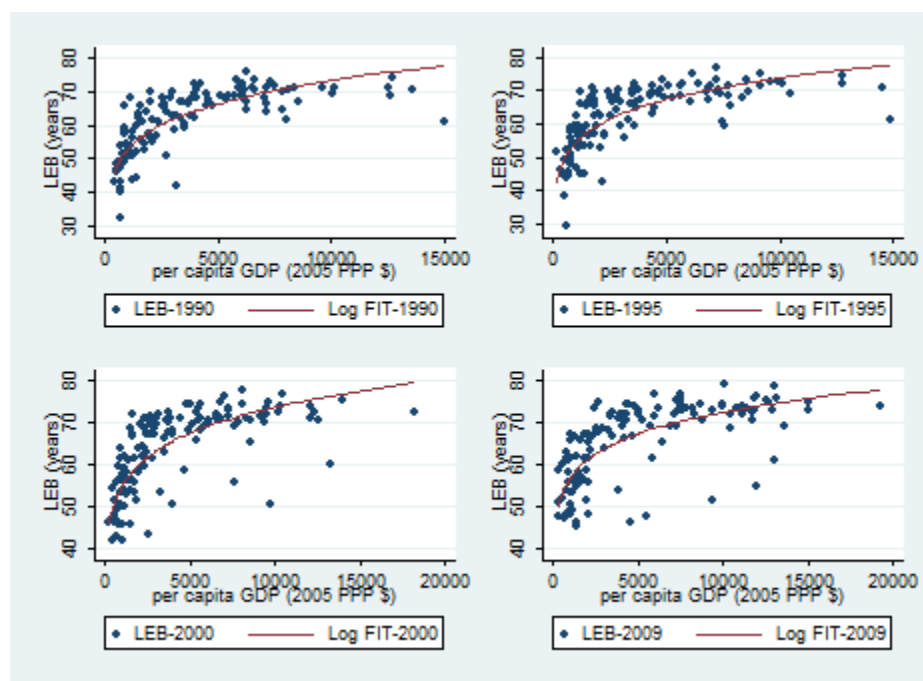 80
70
60
50
40
30
LEB (years)
0 5000 10000 15000
per capita GDP (2005 PPP $)
LEB-1990 Log FIT-1990
80
70
60
50
40
30
LEB (years)
0 5000 10000 15000
per capita GDP (2005 PPP $)
LEB-1995 Log FIT-1995
80
70
60
50
40
LEB (years)
0 5000 10000 15000 20000
per capita GDP (2005 PPP $)
LEB-2000 Log FIT-2000
80
70
60
50
40
LEB (years)
0 5000 10000 15000 20000
per capita GDP (2005 PPP $)
LEB-2009 Log FIT-2009